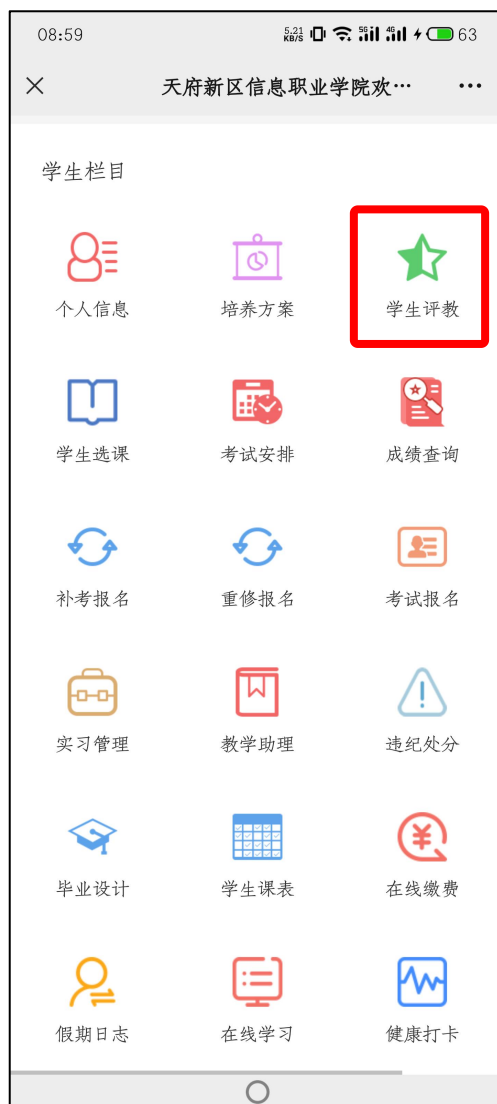 08:59 5.21 KB/S 5G 4G 63
天府新区信息职业学院欢…
学生栏目
个人信息 培养方案 学生评教
学生选课 考试安排 成绩查询
补考报名 重修报名 考试报名
实习管理 教学助理 违纪处分
毕业设计 学生课表 在线缴费
假期日志 在线学习 健康打卡